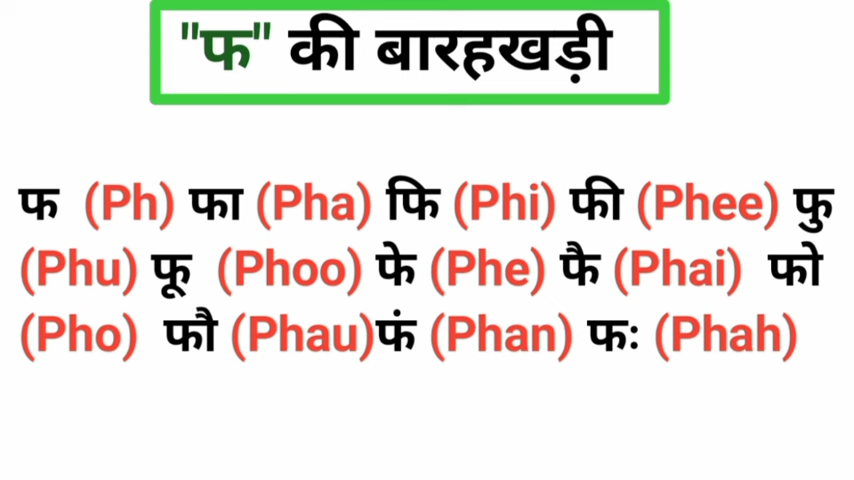 "फ" की बारहखड़ी
फ (Ph) फा (Pha) फि (Phi) फी (Phee) फु
(Phu) फू (Phoo) फे (Phe) फै (Phai) फो
(Pho) फौ (Phau)फं (Phan) फः (Phah)